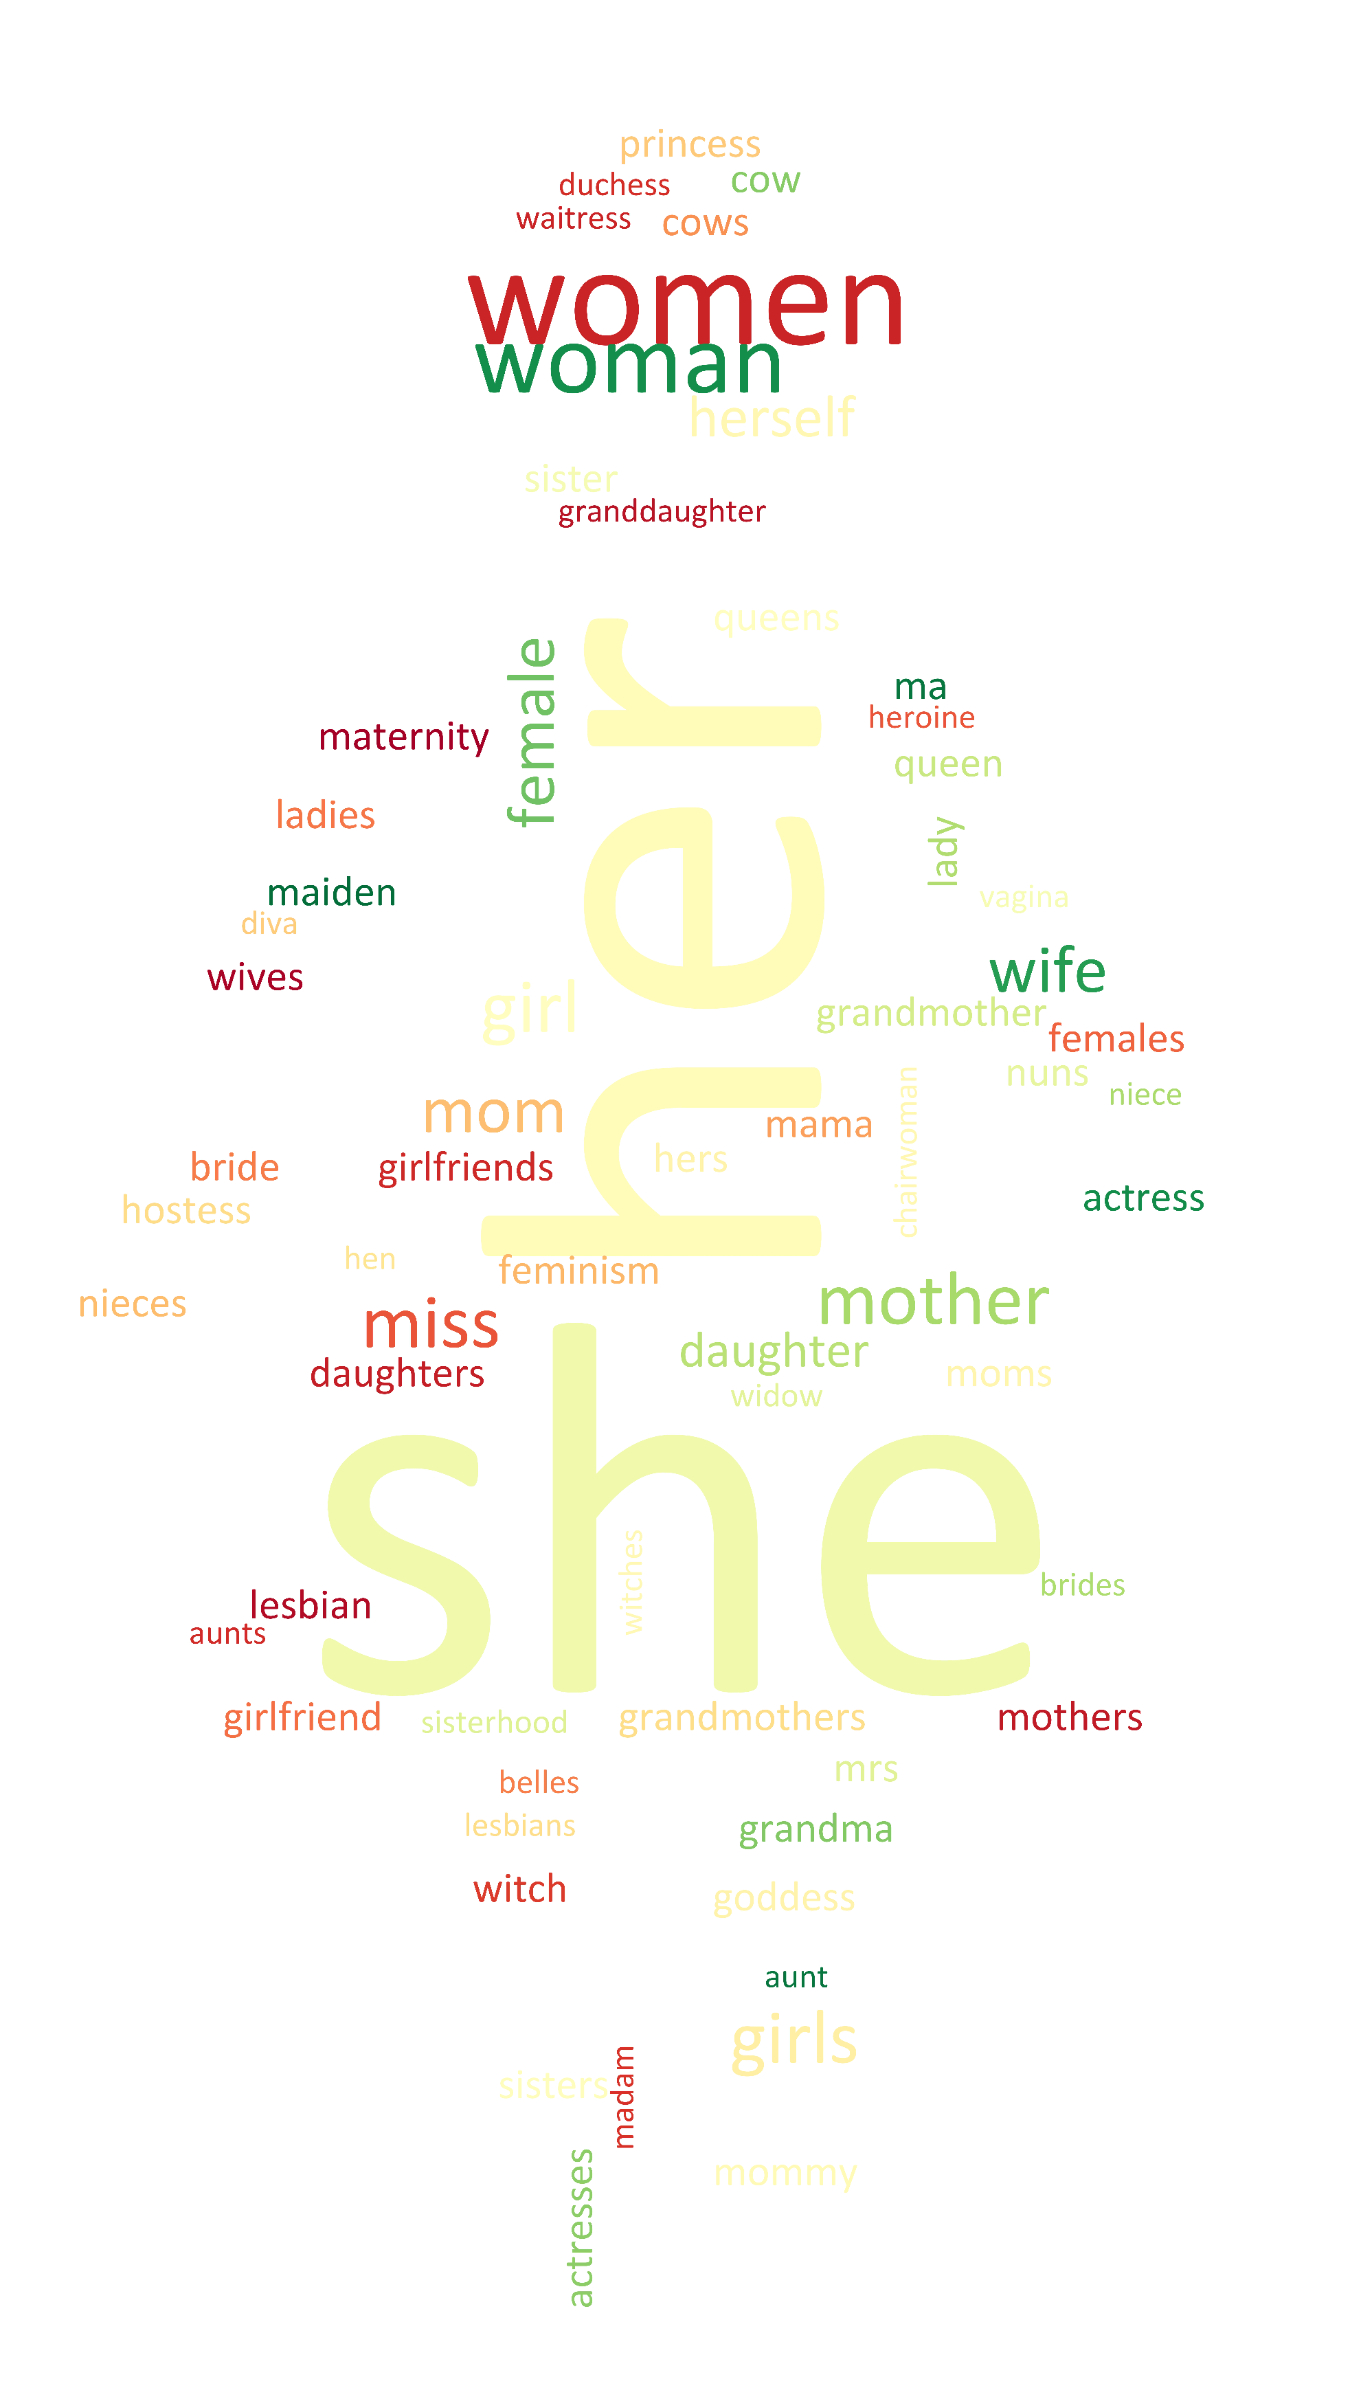 princess
duchess
cow
waitress
cows
women
woman
herself
sister
granddaughter
queens
female
her
ma
heroine
maternity
queen
ladies
lady
maiden
vagina
diva
wives
wife
girl
grandmother
females
nuns
niece
mom
mama
chairwoman
hers
bride
girlfriends
actress
hostess
hen
feminism
nieces
miss
mother
daughter
daughters
moms
widow
she
witches
brides
lesbian
aunts
girlfriend
sisterhood
grandmothers
mothers
mrs
belles
lesbians
grandma
witch
goddess
aunt
girls
sisters
madam
mommy
actresses